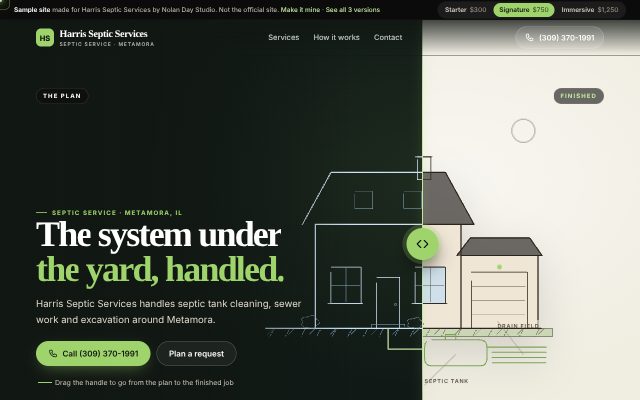 Sample site made for Harris Septic Services by Nolan Day Studio. Not the official site. Make it mine · See all 3 versions
Starter $300 Signature $750 Immersive $1,250
HS
Harris Septic Services
SEPTIC SERVICE · METAMORA
Services How it works Contact
(309) 370-1991
THE PLAN
FINISHED
SEPTIC SERVICE · METAMORA, IL
The system under
the yard, handled.
Harris Septic Services handles septic tank cleaning, sewer
work and excavation around Metamora.
Call (309) 370-1991 Plan a request
Drag the handle to go from the plan to the finished job
DRAIN FIELD
SEPTIC TANK